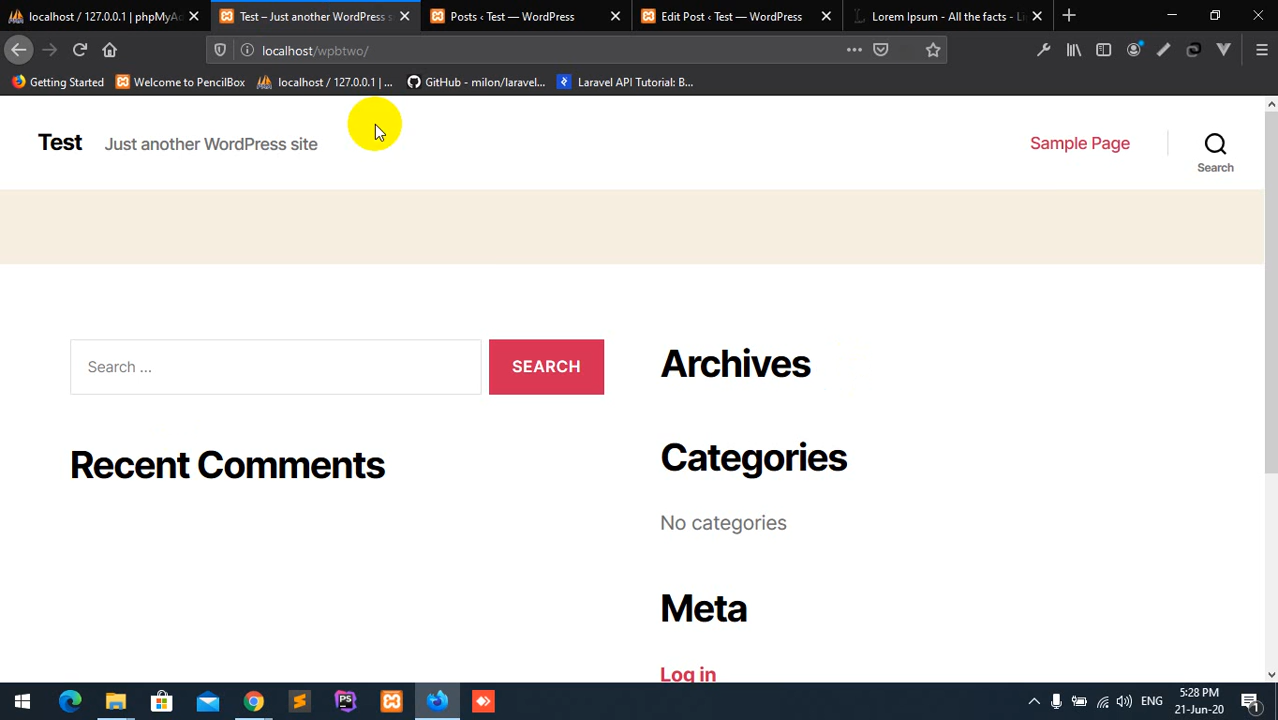 localhost / 127.0.0.1 | phpMyAd
Test – Just another WordPress s
Posts ‹ Test — WordPress
Edit Post ‹ Test — WordPress
Lorem Ipsum - All the facts - Li
localhost/wpbtwo/
Getting Started
Welcome to PencilBox
localhost / 127.0.0.1 | ...
GitHub - milon/laravel...
Laravel API Tutorial: B...
Test
Just another WordPress site
Sample Page
Search
Search ...
SEARCH
Archives
Recent Comments
Categories
No categories
Meta
Log in
ENG
5:28 PM
21-Jun-20